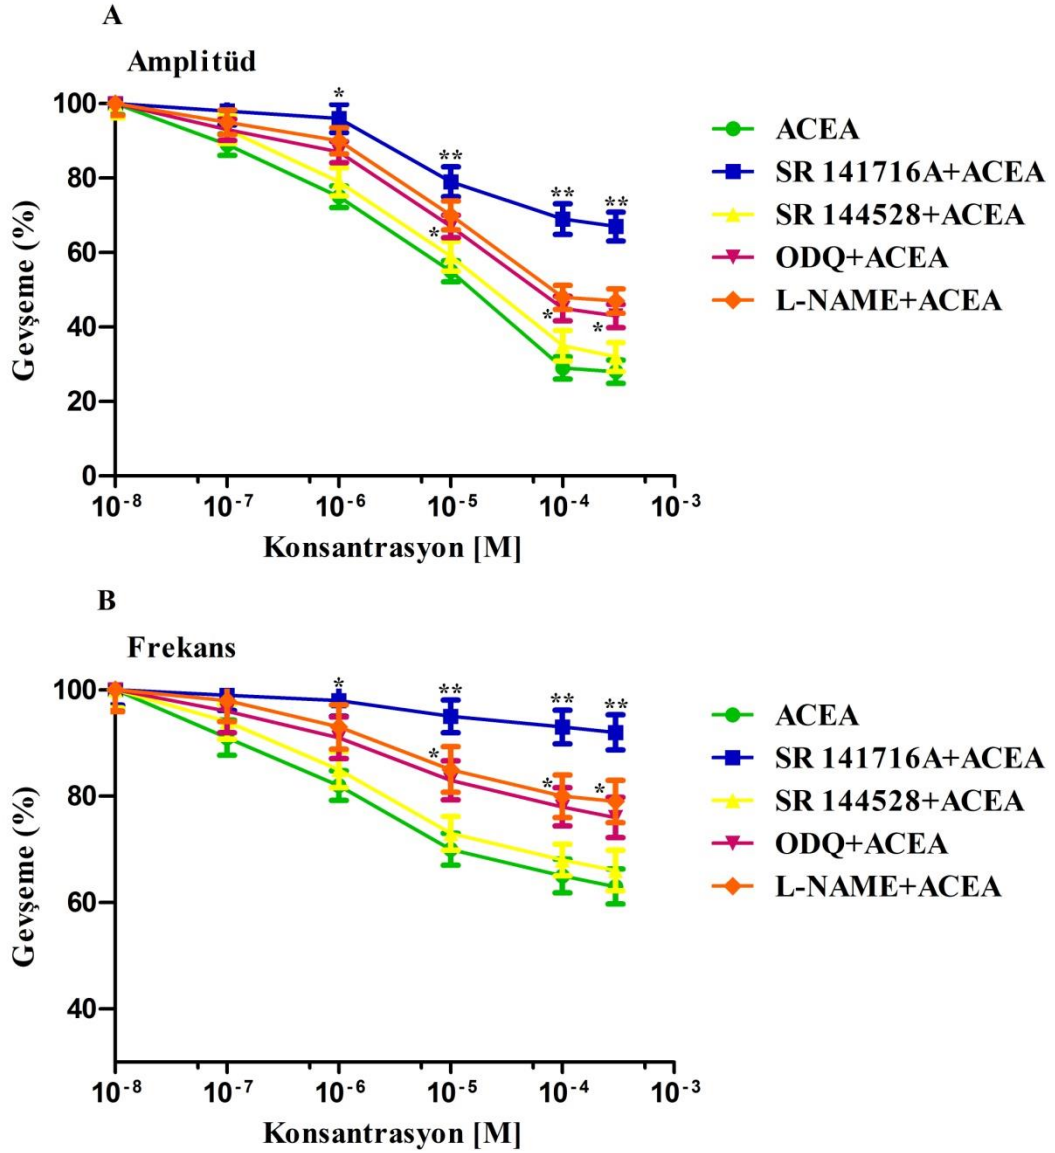 A
Amplitüd
Gevşeme (%)
100
80
60
40
20
0
* ** ** **
* * *
10⁻⁸ 10⁻⁷ 10⁻⁶ 10⁻⁵ 10⁻⁴ 10⁻³
Konsantrasyon [M]
ACEA
SR 141716A+ACEA
SR 144528+ACEA
ODQ+ACEA
L-NAME+ACEA
B
Frekans
Gevşeme (%)
100
80
60
40
* ** ** **
* * *
10⁻⁸ 10⁻⁷ 10⁻⁶ 10⁻⁵ 10⁻⁴ 10⁻³
Konsantrasyon [M]
ACEA
SR 141716A+ACEA
SR 144528+ACEA
ODQ+ACEA
L-NAME+ACEA